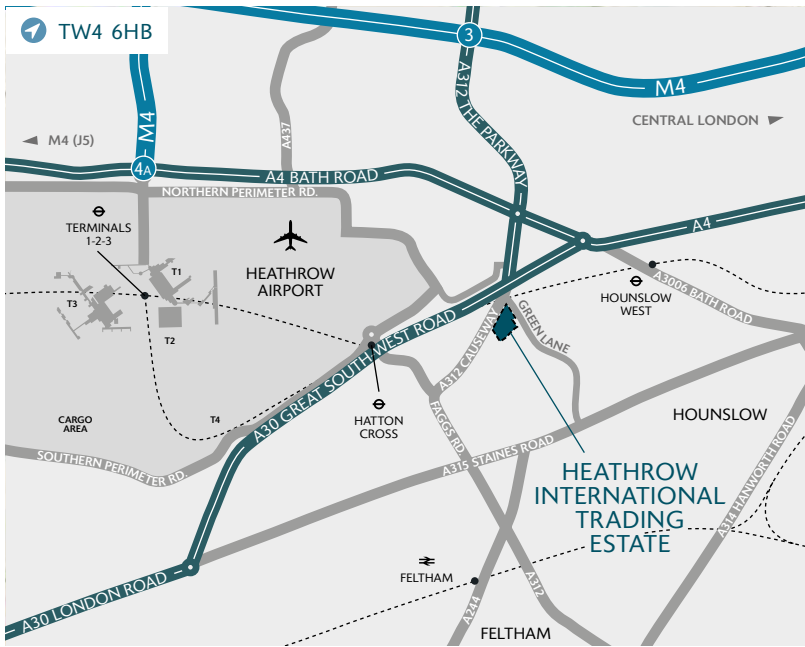 TW4 6HB
3
M4
A312 THE PARKWAY
CENTRAL LONDON
M4 (J5)
M4
A437
4A
A4 BATH ROAD
NORTHERN PERIMETER RD.
A4
TERMINALS
1-2-3
T1
T3
T2
HEATHROW
AIRPORT
A3006 BATH ROAD
HOUNSLOW
WEST
GREEN LANE
A312 CAUSEWAY
A30 GREAT SOUTH WEST ROAD
CARGO
AREA
T4
HATTON
CROSS
FAGGS RD.
HOUNSLOW
SOUTHERN PERIMETER RD.
A315 STAINES ROAD
HEATHROW
INTERNATIONAL
TRADING
ESTATE
A314 HANWORTH ROAD
FELTHAM
A30 LONDON ROAD
A244
A312
FELTHAM